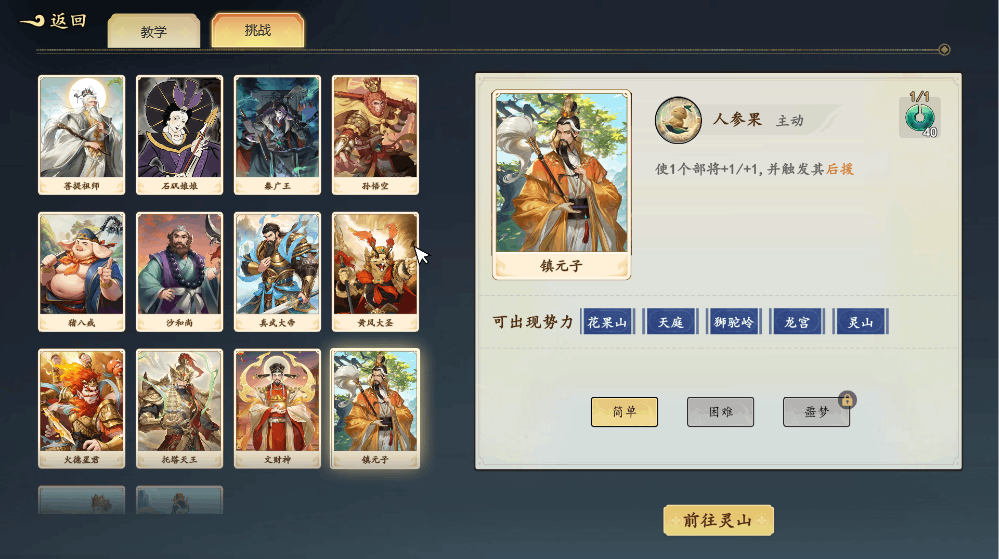 返回
教学
挑战
菩提祖师
石矶娘娘
秦广王
孙悟空
猪八戒
沙和尚
真武大帝
黄风大圣
火德星君
托塔天王
文财神
镇元子
镇元子
人参果 主动
1/1
40
使1个部将+1/+1,并触发其后援
可出现势力 花果山 天庭 狮驼岭 龙宫 灵山
简单
困难
噩梦
前往灵山